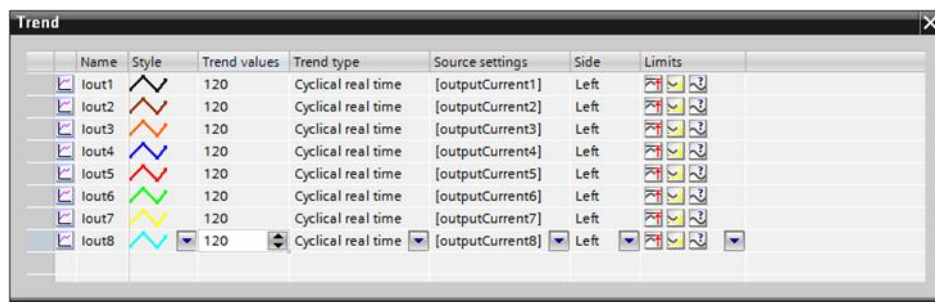 Trend
Name Style Trend values Trend type Source settings Side Limits
Iout1 120 Cyclical real time [outputCurrent1] Left
Iout2 120 Cyclical real time [outputCurrent2] Left
Iout3 120 Cyclical real time [outputCurrent3] Left
Iout4 120 Cyclical real time [outputCurrent4] Left
Iout5 120 Cyclical real time [outputCurrent5] Left
Iout6 120 Cyclical real time [outputCurrent6] Left
Iout7 120 Cyclical real time [outputCurrent7] Left
Iout8 120 Cyclical real time [outputCurrent8] Left